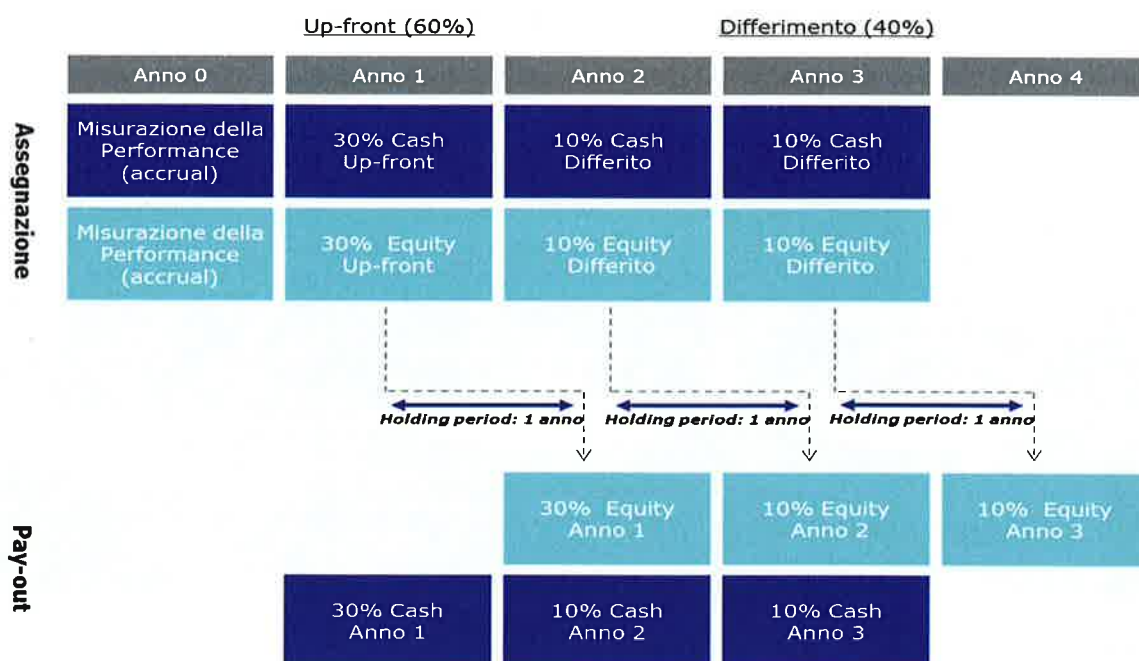 Up-front (60%)
Differimento (40%)
Anno 0
Anno 1
Anno 2
Anno 3
Anno 4
Assegnazione
Misurazione della
Performance
(accrual)
30% Cash
Up-front
10% Cash
Differito
10% Cash
Differito
Misurazione della
Performance
(accrual)
30% Equity
Up-front
10% Equity
Differito
10% Equity
Differito
Holding period: 1 anno
Holding period: 1 anno
Holding period: 1 anno
Pay-out
30% Equity
Anno 1
10% Equity
Anno 2
10% Equity
Anno 3
30% Cash
Anno 1
10% Cash
Anno 2
10% Cash
Anno 3